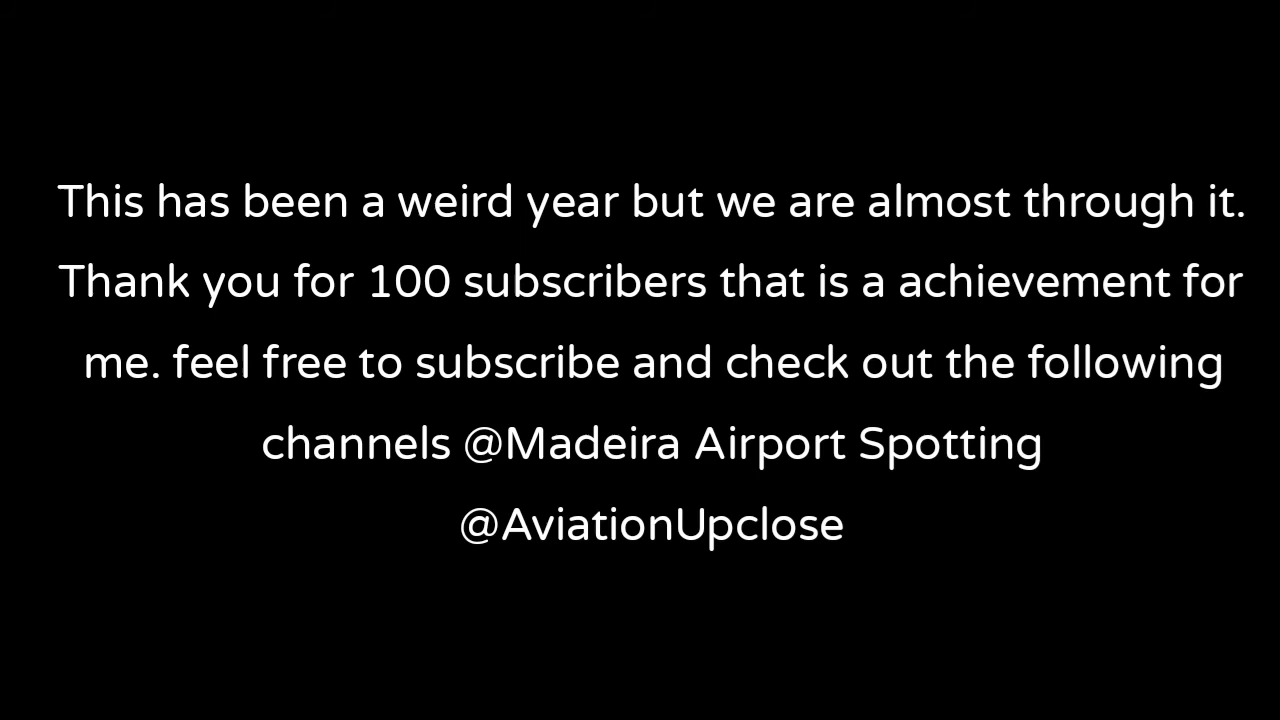 This has been a weird year but we are almost through it.
Thank you for 100 subscribers that is a achievement for
me. feel free to subscribe and check out the following
channels @Madeira Airport Spotting
@AviationUpclose